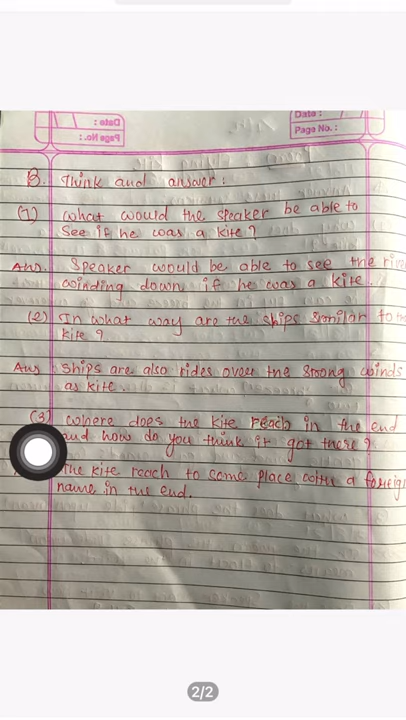 Date :
Page No. :
B. Think and answer :
(1) what would the speaker be able to
See if he was a kite ?
Ans. Speaker would be able to see the river
winding down if he was a kite.
(2) In what way are the ships similar to the
kite ?
Ans ships are also rides over the strong winds
as kite.
(3) where does the kite reach in the end
and how do you think it got there ?
The kite reach to some place with a foreign
name in the end.
2/2